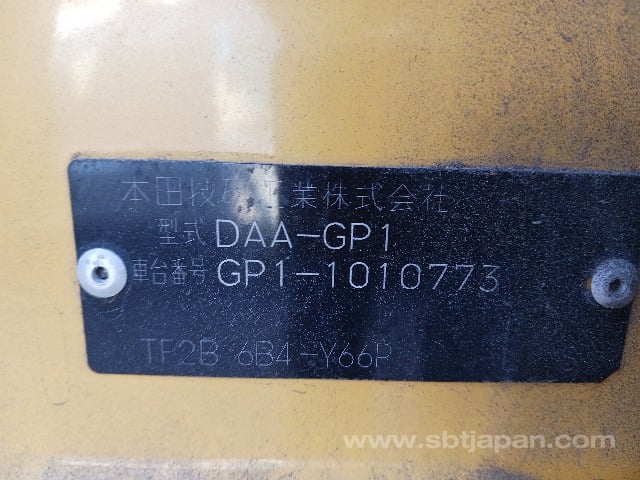 本田技研工業株式会社
型式 DAA-GP1
車台番号 GP1-1010773
TF2B 6B4-Y66P
S
www.sbtjapan.com